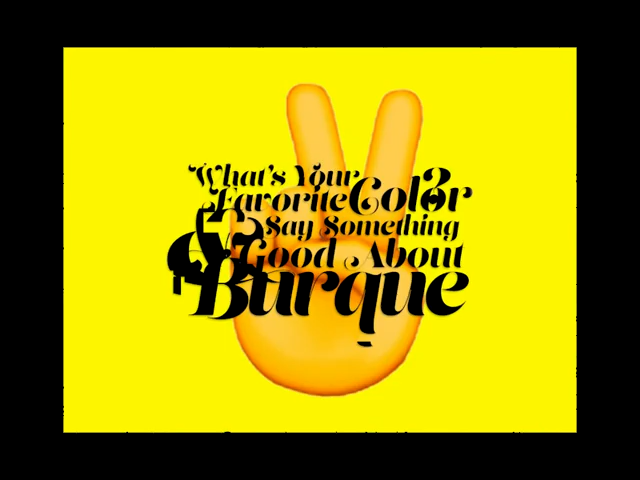 What's Your
Favorite Color
& Say Something
Good About
Burque